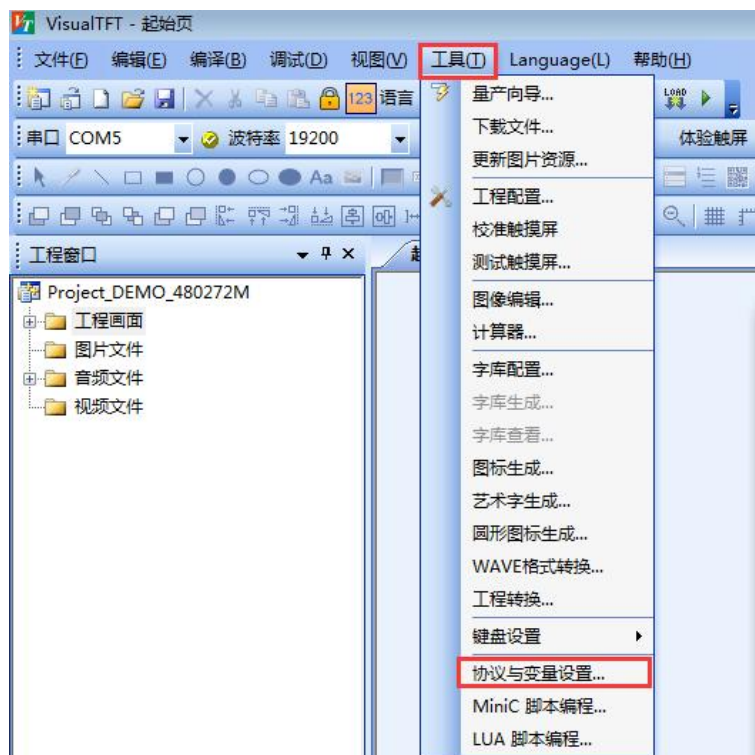 VT VisualTFT - 起始页
文件(F) 编辑(E) 编译(B) 调试(D) 视图(V) 工具(T) Language(L) 帮助(H)
123 语言 LOAD
串口 COM5 波特率 19200 体验触屏
Aa
工程窗口
Project_DEMO_480272M
工程画面
图片文件
音频文件
视频文件
量产向导...
下载文件...
更新图片资源...
工程配置...
校准触摸屏
测试触摸屏...
图像编辑...
计算器...
字库配置...
字库生成...
字库查看...
图标生成...
艺术字生成...
圆形图标生成...
WAVE格式转换...
工程转换...
键盘设置
协议与变量设置...
MiniC 脚本编程...
LUA 脚本编程...